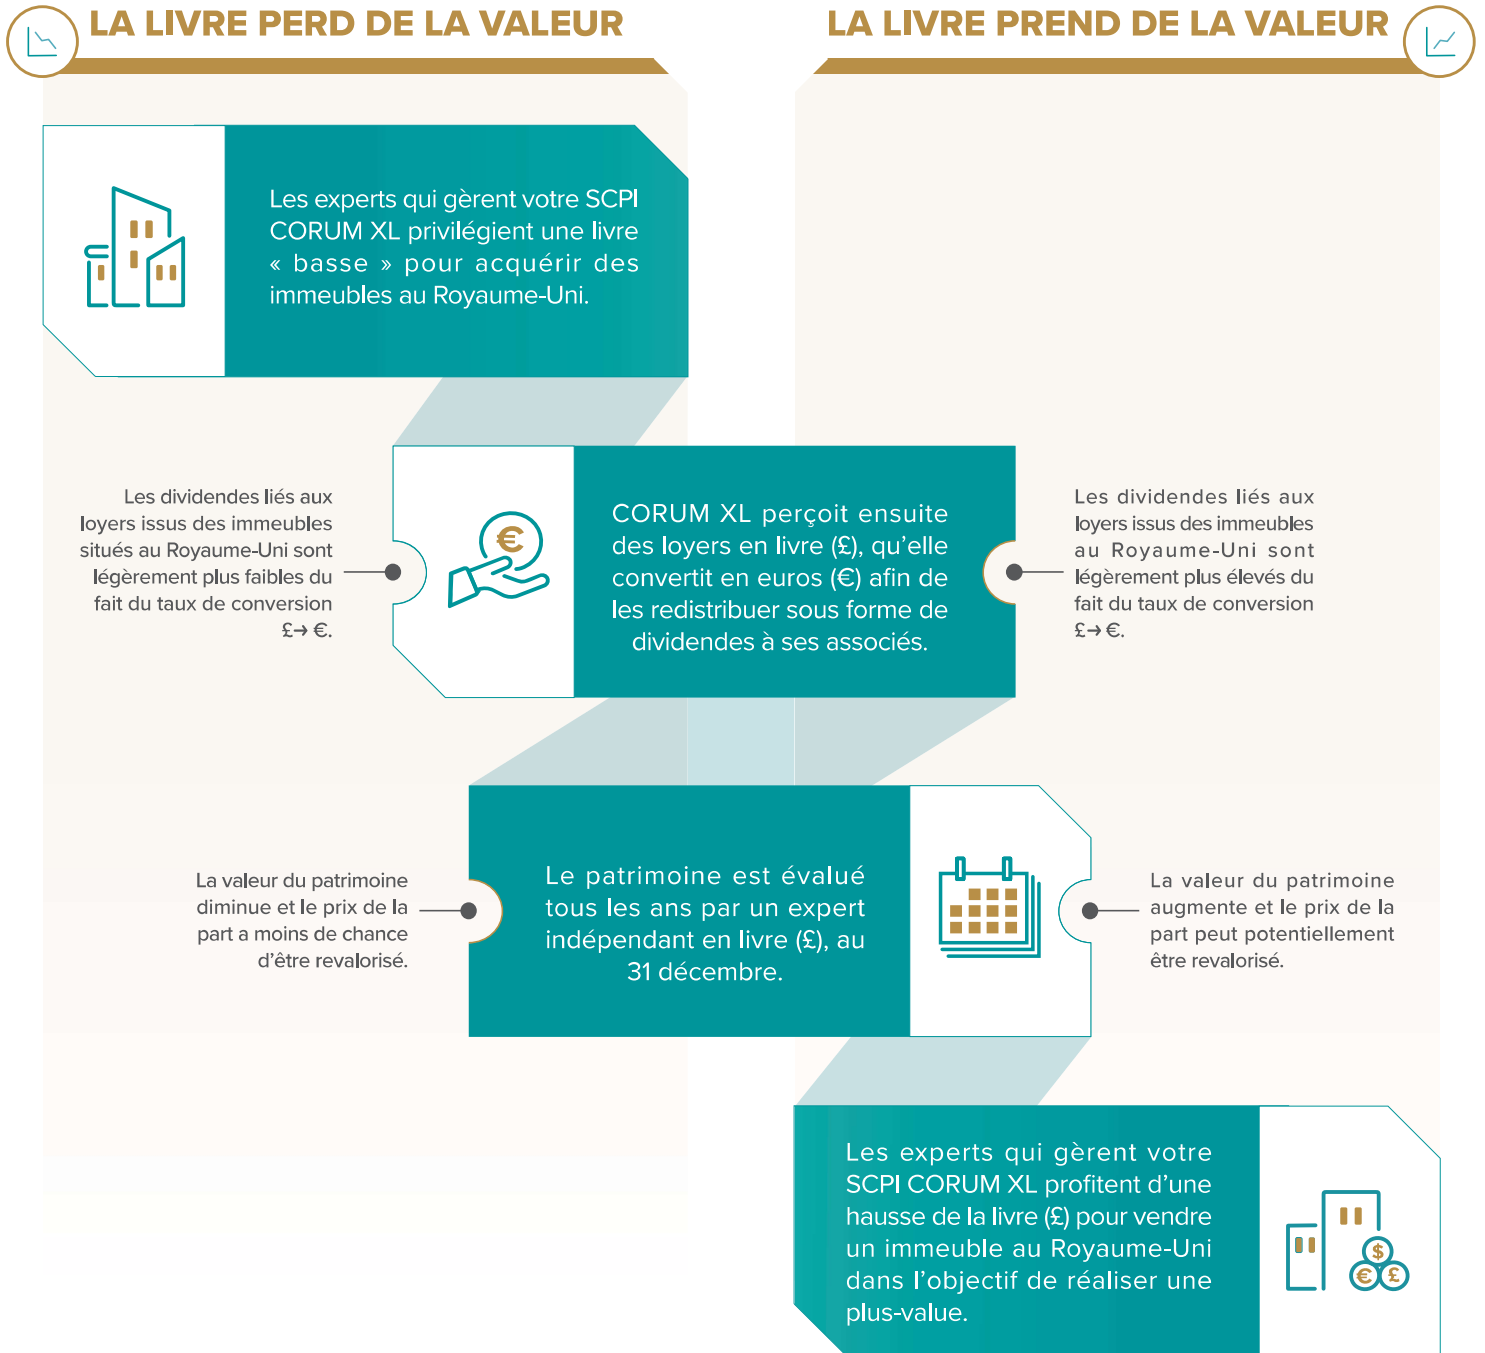 LA LIVRE PERD DE LA VALEUR
LA LIVRE PREND DE LA VALEUR
Les experts qui gèrent votre SCPI
CORUM XL privilégient une livre
« basse » pour acquérir des
immeubles au Royaume-Uni.
Les dividendes liés aux
loyers issus des immeubles
situés au Royaume-Uni sont
légèrement plus faibles du
fait du taux de conversion
£→ €.
€
CORUM XL perçoit ensuite
des loyers en livre (£), qu’elle
convertit en euros (€) afin de
les redistribuer sous forme de
dividendes à ses associés.
Les dividendes liés aux
loyers issus des immeubles
au Royaume-Uni sont
légèrement plus élevés du
fait du taux de conversion
£→ €.
La valeur du patrimoine
diminue et le prix de la
part a moins de chance
d’être revalorisé.
Le patrimoine est évalué
tous les ans par un expert
indépendant en livre (£), au
31 décembre.
La valeur du patrimoine
augmente et le prix de la
part peut potentiellement
être revalorisé.
Les experts qui gèrent votre
SCPI CORUM XL profitent d’une
hausse de la livre (£) pour vendre
un immeuble au Royaume-Uni
dans l’objectif de réaliser une
plus-value.
$
€ £